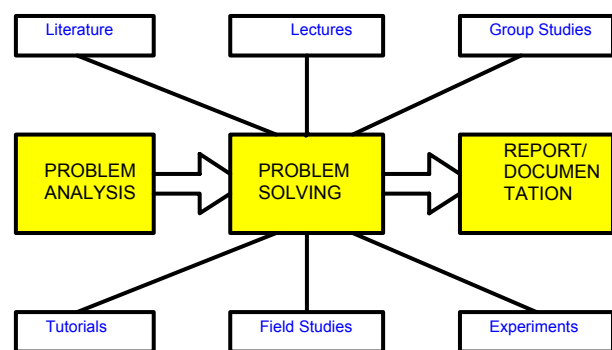 Literature
Lectures
Group Studies
PROBLEM
ANALYSIS
PROBLEM
SOLVING
REPORT/
DOCUMEN
TATION
Tutorials
Field Studies
Experiments